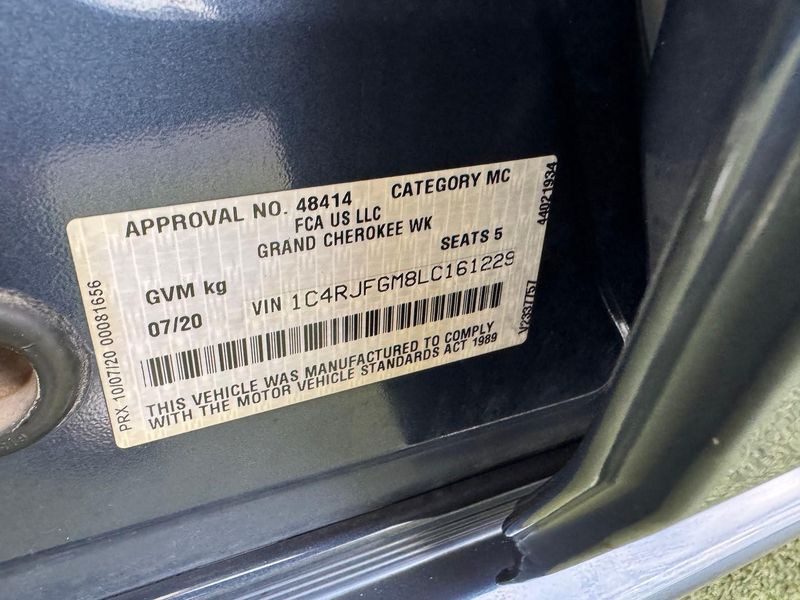 APPROVAL NO. 48414 CATEGORY MC
FCA US LLC
GRAND CHEROKEE WK
SEATS 5
GVM kg
07/20 VIN 1C4RJFGM8LC161229
THIS VEHICLE WAS MANUFACTURED TO COMPLY
WITH THE MOTOR VEHICLE STANDARDS ACT 1989
PRX 10/07/20 00081656
44021934